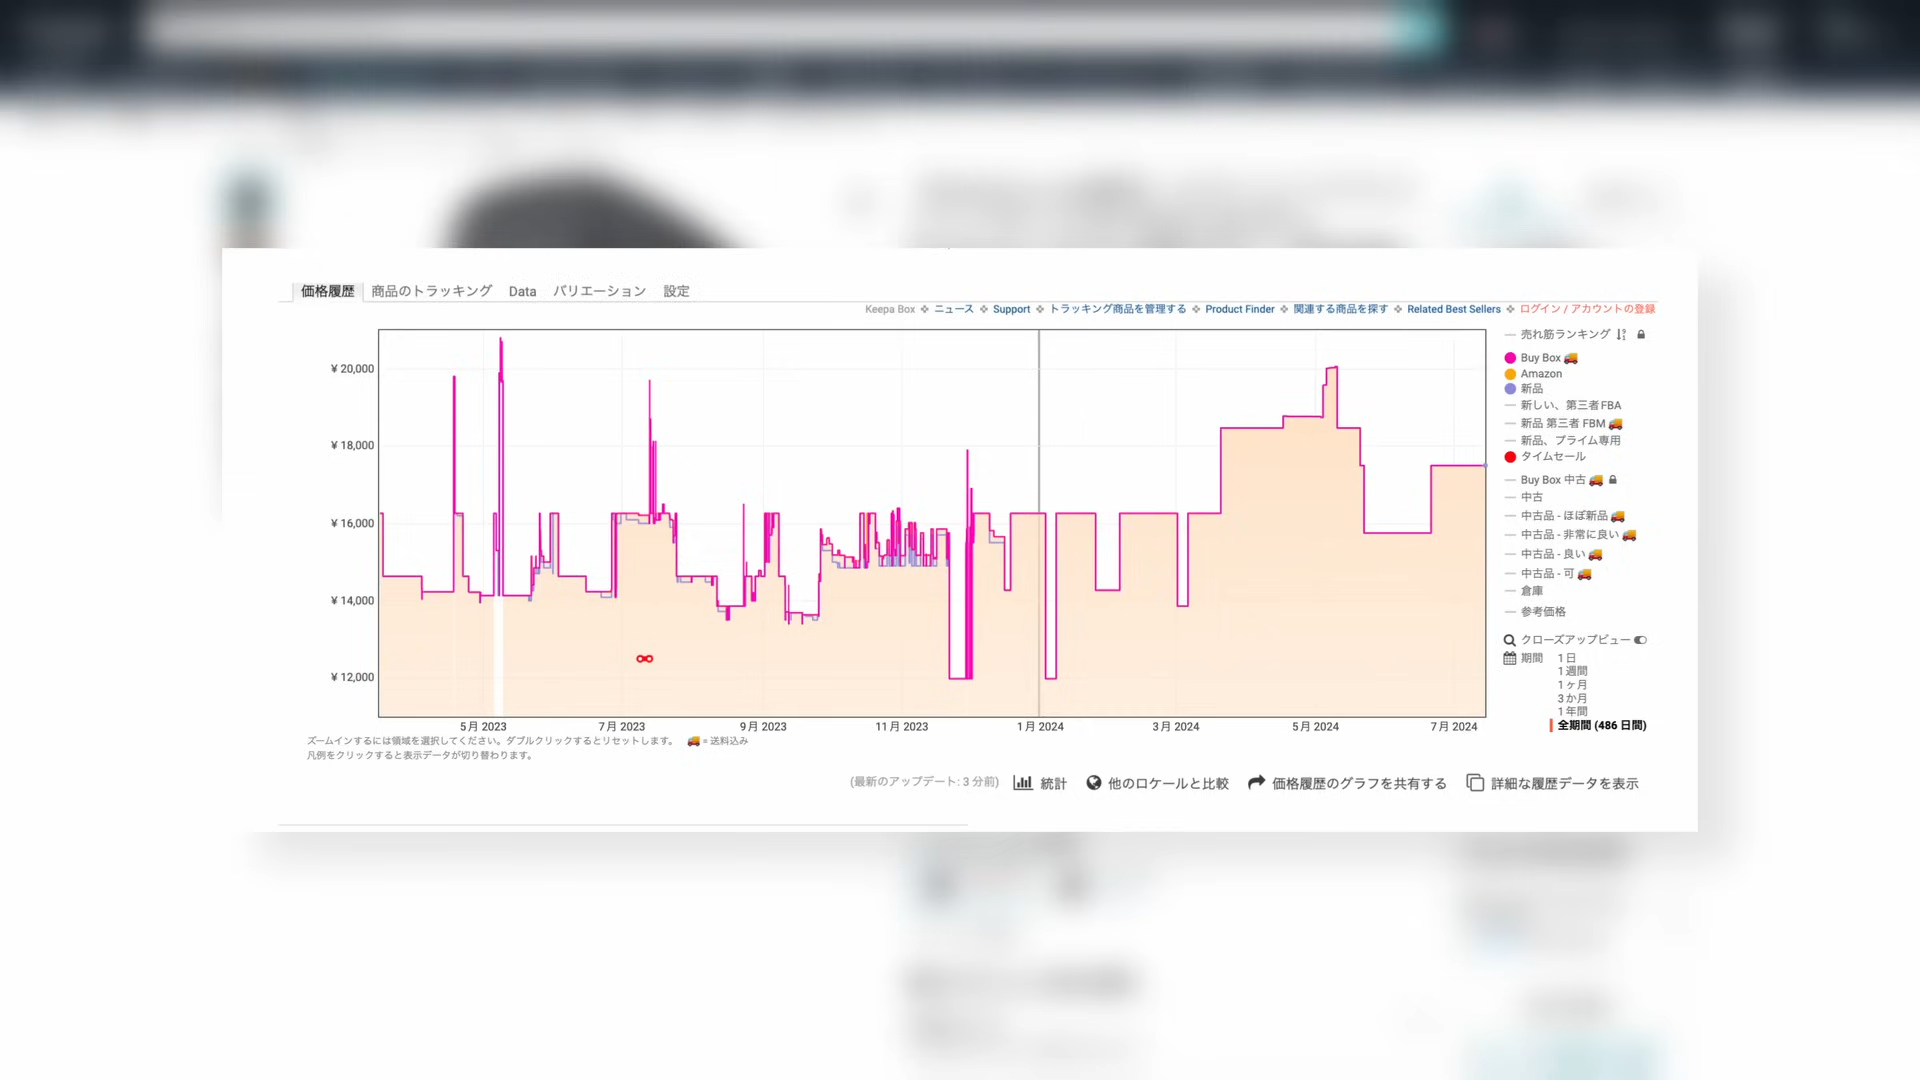 価格履歴 商品のトラッキング Data バリエーション 設定
Keepa Box ❖ ニュース ❖ Support ❖ トラッキング商品を管理する ❖ Product Finder ❖ 関連する商品を探す ❖ Related Best Sellers ❖ ログイン / アカウントの登録
¥ 20,000
¥ 18,000
¥ 16,000
¥ 14,000
¥ 12,000
5月 2023 7月 2023 9月 2023 11月 2023 1月 2024 3月 2024 5月 2024 7月 2024
売れ筋ランキング
Buy Box
Amazon
新品
新しい、第三者FBA
新品 第三者 FBM
新品、プライム専用
タイムセール
Buy Box 中古
中古
中古品 - ほぼ新品
中古品 - 非常に良い
中古品 - 良い
中古品 - 可
倉庫
参考価格
クローズアップビュー
期間 1日
1週間
1ヶ月
3か月
1年間
全期間 (486 日間)
ズームインするには領域を選択してください。ダブルクリックするとリセットします。 = 送料込み
凡例をクリックすると表示データが切り替わります。
(最新のアップデート: 3 分前) 統計 他のロケールと比較 価格履歴のグラフを共有する 詳細な履歴データを表示